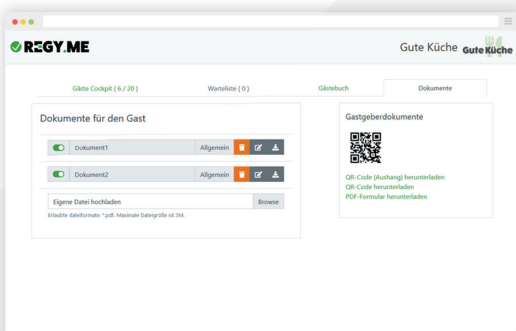 REGY.ME
Gute Küche Gute Küche
Gäste Cockpit ( 6 / 20 ) Warteliste ( 0 ) Gästebuch Dokumente
Dokumente für den Gast
Dokument1 Allgemein
Dokument2 Allgemein
Eigene Datei hochladen Browse
Erlaubte dateiformate: *.pdf. Maximale Dateigröße ist 2M.
Gastgeberdokumente
QR-Code (Aushang) herunterladen
QR-Code herunterladen
PDF-Formular herunterladen